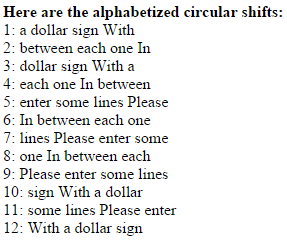 Here are the alphabetized circular shifts:
1: a dollar sign With
2: between each one In
3: dollar sign With a
4: each one In between
5: enter some lines Please
6: In between each one
7: lines Please enter some
8: one In between each
9: Please enter some lines
10: sign With a dollar
11: some lines Please enter
12: With a dollar sign